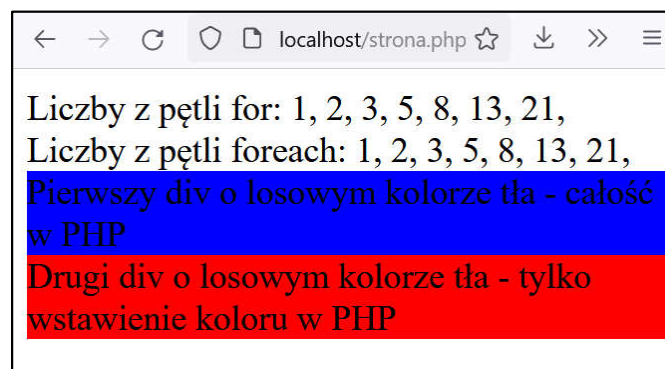 localhost/strona.php
Liczby z pętli for: 1, 2, 3, 5, 8, 13, 21,
Liczby z pętli foreach: 1, 2, 3, 5, 8, 13, 21,
Pierwszy div o losowym kolorze tła - całość
w PHP
Drugi div o losowym kolorze tła - tylko
wstawienie koloru w PHP